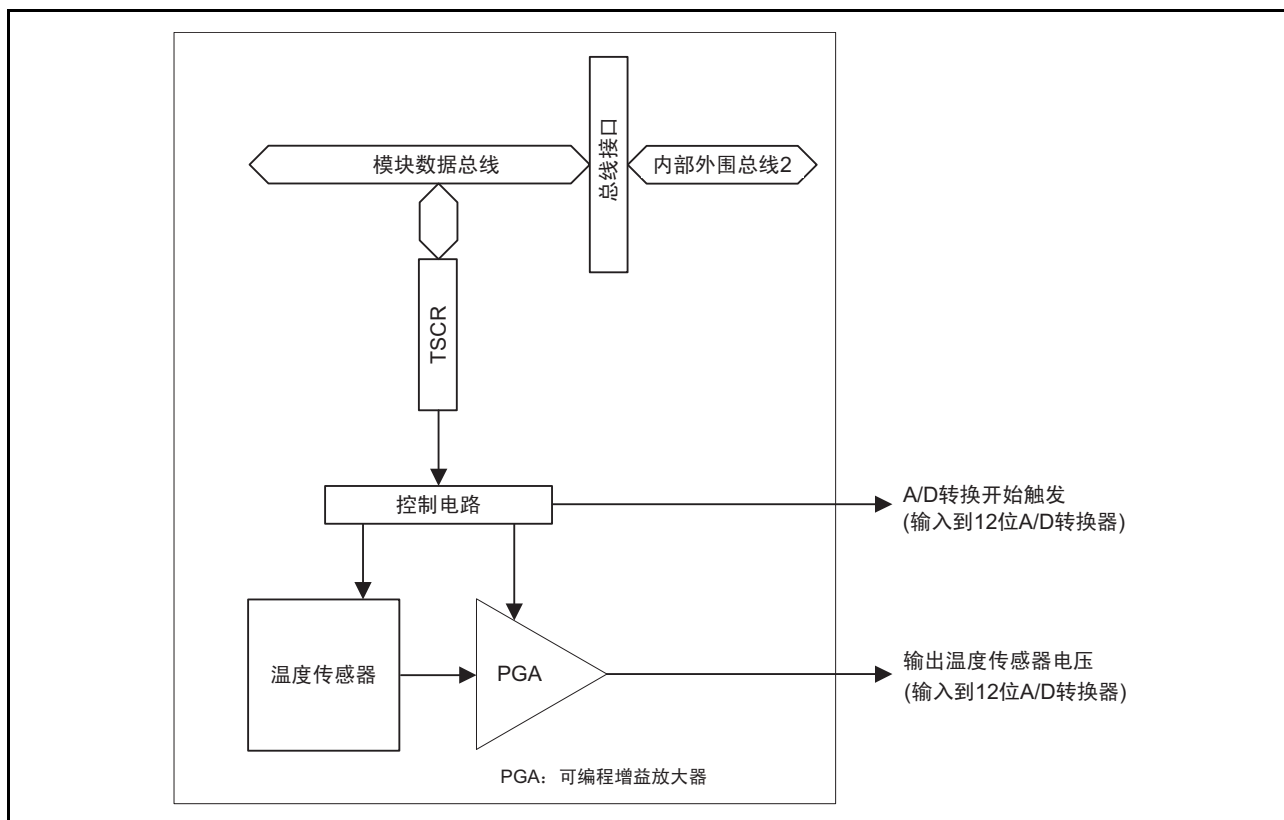 总线接口
模块数据总线
内部外围总线2
TSCR
控制电路
A/D转换开始触发
(输入到12位A/D转换器)
温度传感器
PGA
输出温度传感器电压
(输入到12位A/D转换器)
PGA：可编程增益放大器